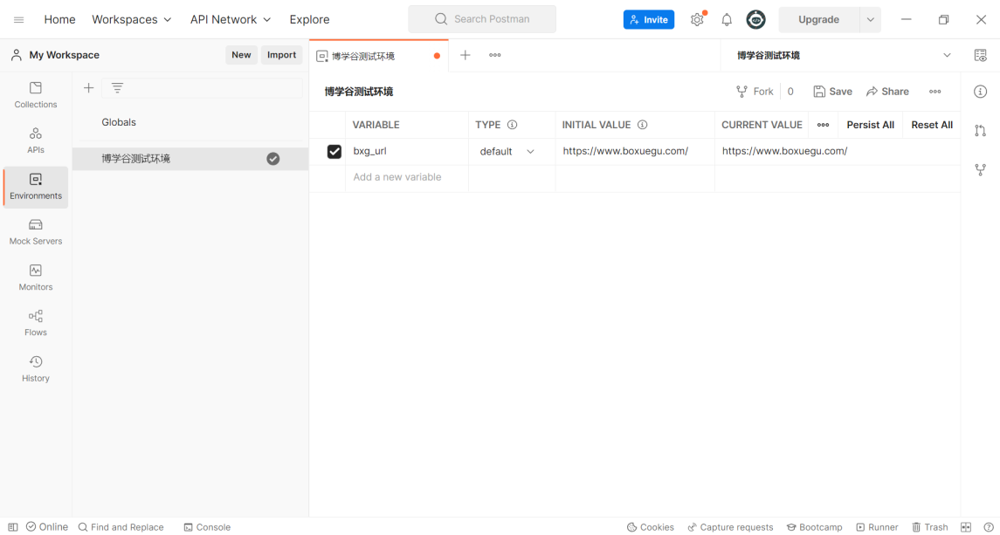 Home Workspaces API Network Explore Search Postman Invite Upgrade
My Workspace New Import 博学谷测试环境 博学谷测试环境
Collections
APIs
Environments
Mock Servers
Monitors
Flows
History
Globals
博学谷测试环境
博学谷测试环境 Fork 0 Save Share
VARIABLE TYPE INITIAL VALUE CURRENT VALUE Persist All Reset All
bxg_url default https://www.boxuegu.com/ https://www.boxuegu.com/
Add a new variable
Online Find and Replace Console Cookies Capture requests Bootcamp Runner Trash